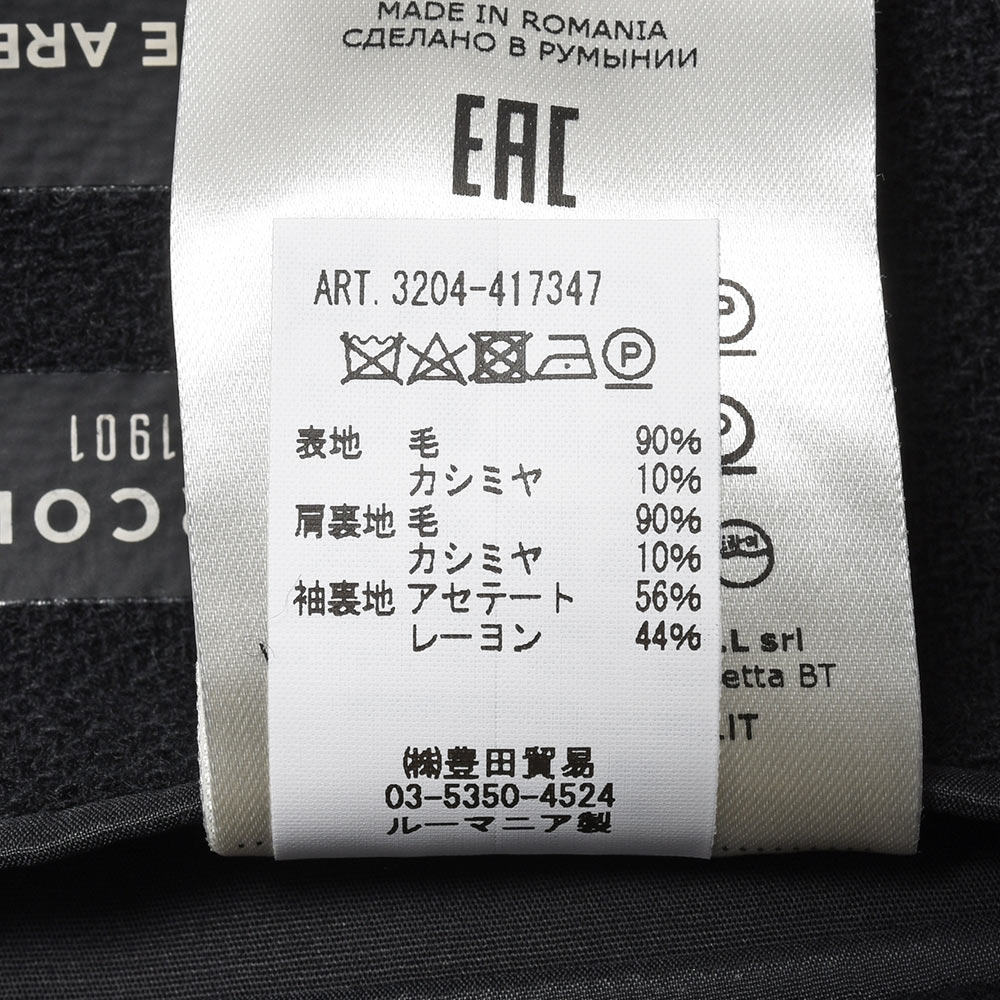 MADE IN ROMANIA
СДЕЛАНО В РУМЫНИИ
EAC
ART. 3204-417347
P
表地 毛 90%
カシミヤ 10%
肩裏地 毛 90%
カシミヤ 10%
袖裏地 アセテート 56%
レーヨン 44%
㈱豊田貿易
03-5350-4524
ルーマニア製
P
P
.L srl
etta BT
.IT
E ARE
1901
COI